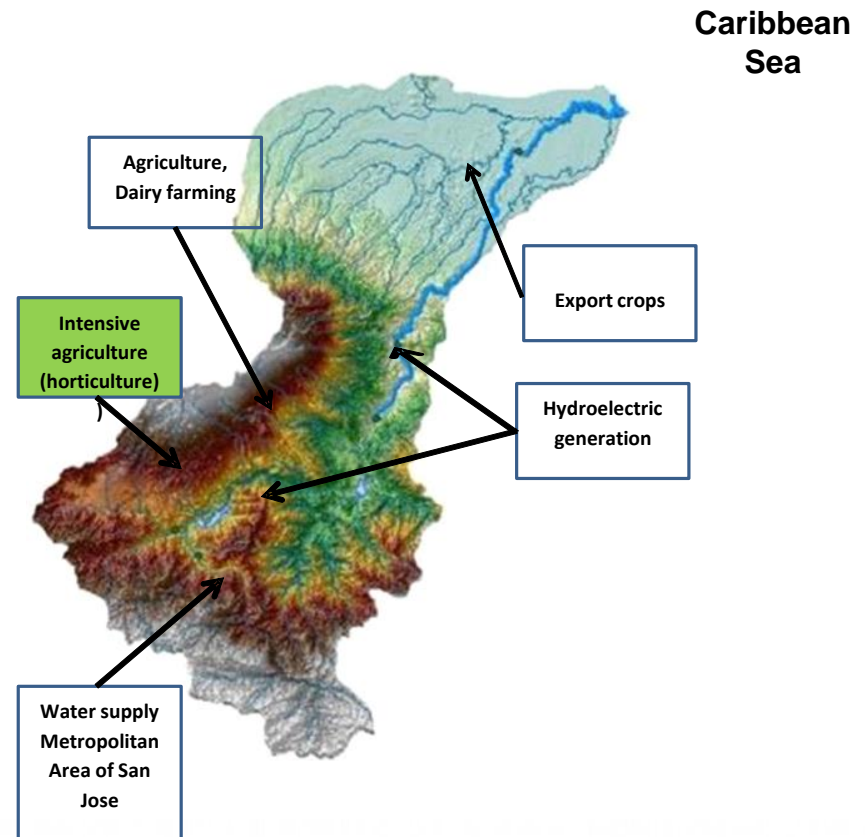 Caribbean
Sea
Agriculture,
Dairy farming
Export crops
Intensive
agriculture
(horticulture)
)
Hydroelectric
generation
Water supply
Metropolitan
Area of San
Jose